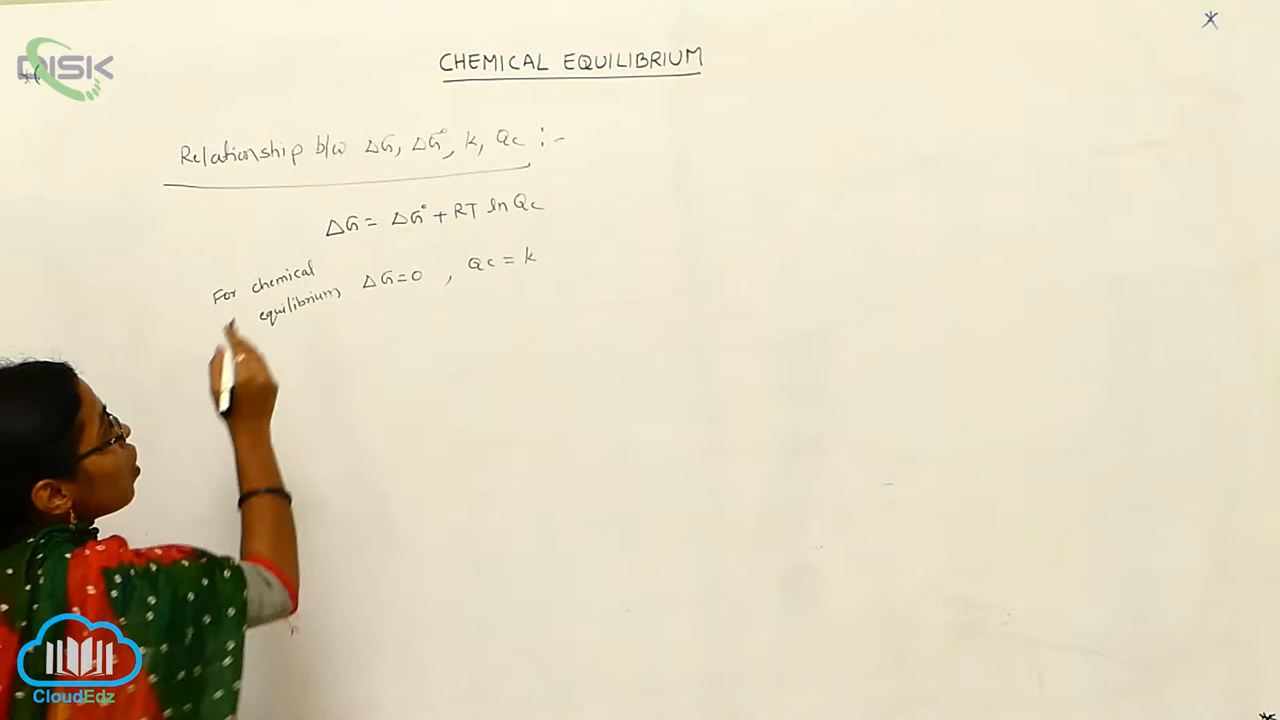 DISK
CHEMICAL EQUILIBRIUM
Relationship b/w ΔG, ΔG°, k, Qc :-
ΔG = ΔG° + RT ln Qc
For chemical equilibrium, ΔG = 0 , Qc = k
CloudEdz